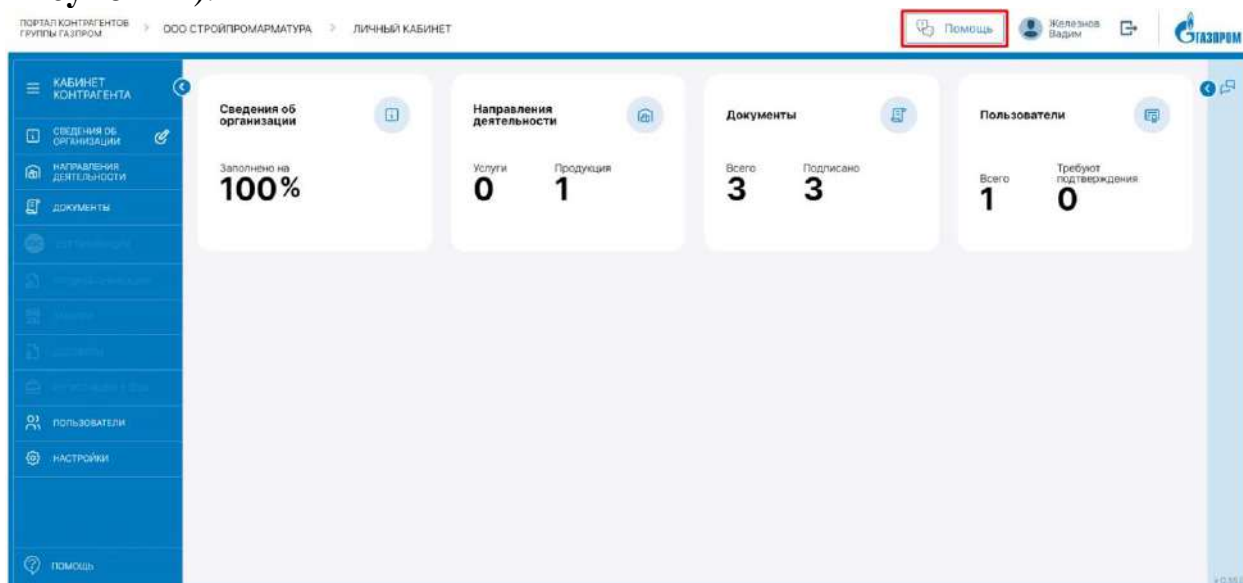 ПОРТАЛ КОНТРАГЕНТОВ
ГРУППЫ ГАЗПРОМ
ООО СТРОЙПРОМАРМАТУРА
ЛИЧНЫЙ КАБИНЕТ
Помощь
Железнов
Вадим
ГАЗПРОМ
КАБИНЕТ
КОНТРАГЕНТА
СВЕДЕНИЯ ОБ
ОРГАНИЗАЦИИ
НАПРАВЛЕНИЯ
ДЕЯТЕЛЬНОСТИ
ДОКУМЕНТЫ
ПОЛЬЗОВАТЕЛИ
НАСТРОЙКИ
ПОМОЩЬ
Сведения об
организации
Заполнено на
100%
Направления
деятельности
Услуги Продукция
0 1
Документы
Всего Подписано
3 3
Пользователи
Всего Требуют
подтверждения
1 0